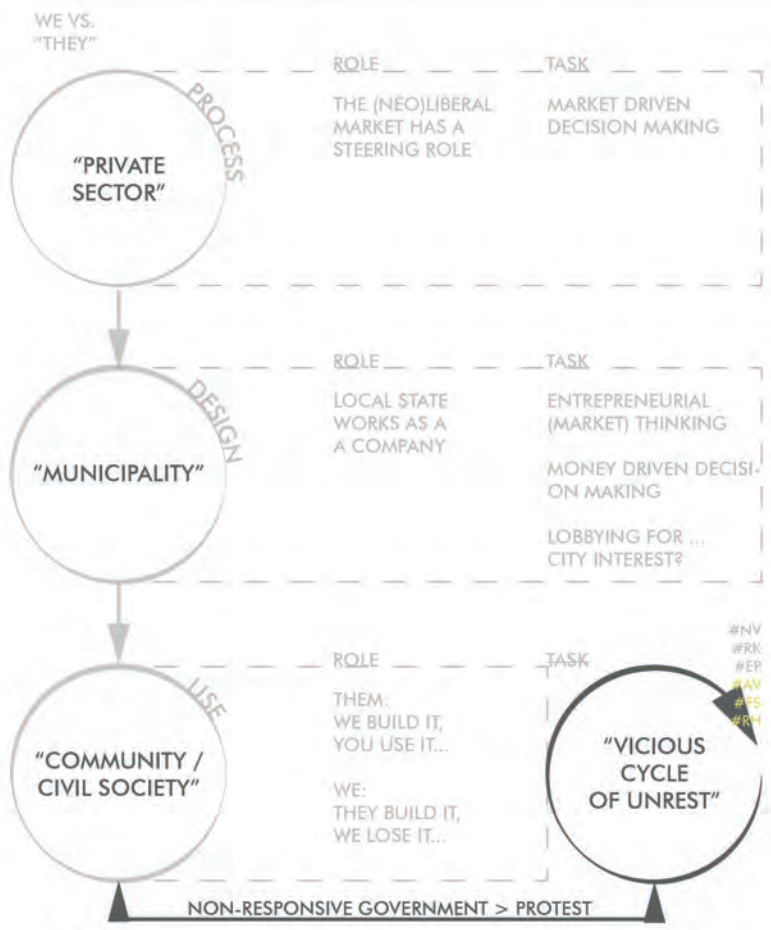 WE VS.
"THEY"
PROCESS
"PRIVATE
SECTOR"
ROLE
THE (NEO)LIBERAL
MARKET HAS A
STEERING ROLE
TASK
MARKET DRIVEN
DECISION MAKING
DESIGN
"MUNICIPALITY"
ROLE
LOCAL STATE
WORKS AS A
A COMPANY
TASK
ENTREPRENEURIAL
(MARKET) THINKING
MONEY DRIVEN DECISI-
ON MAKING
LOBBYING FOR ...
CITY INTEREST?
USE
"COMMUNITY /
CIVIL SOCIETY"
ROLE
THEM:
WE BUILD IT,
YOU USE IT...
WE:
THEY BUILD IT,
WE LOSE IT...
TASK
#NV
#RK
#ER
#AV
#FS
#RH
"VICIOUS
CYCLE
OF UNREST"
NON-RESPONSIVE GOVERNMENT > PROTEST